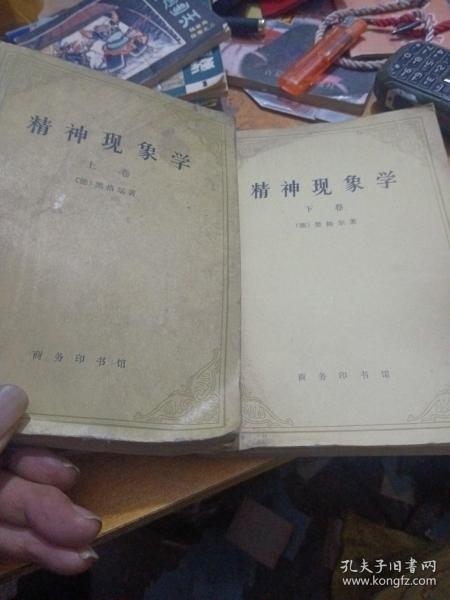 精神现象学
上卷
〔德〕黑格尔著
商务印书馆
精神现象学
下卷
〔德〕黑格尔著
商务印书馆
孔夫子旧书网
www.kongfz.com